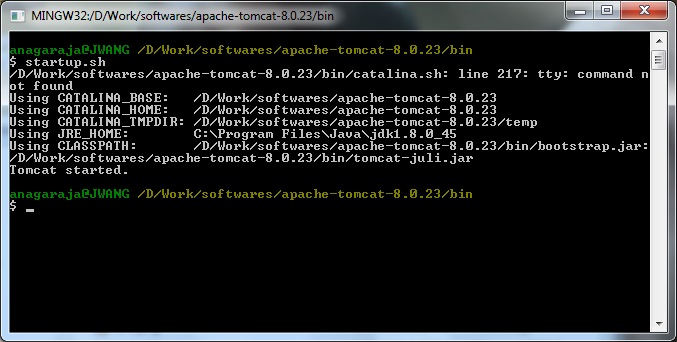 MINGW32:/D/Work/softwares/apache-tomcat-8.0.23/bin
anagaraja@JWANG /D/Work/softwares/apache-tomcat-8.0.23/bin
$ startup.sh
/D/Work/softwares/apache-tomcat-8.0.23/bin/catalina.sh: line 217: tty: command n
ot found
Using CATALINA_BASE:   /D/Work/softwares/apache-tomcat-8.0.23
Using CATALINA_HOME:   /D/Work/softwares/apache-tomcat-8.0.23
Using CATALINA_TMPDIR: /D/Work/softwares/apache-tomcat-8.0.23/temp
Using JRE_HOME:        C:\Program Files\Java\jdk1.8.0_45
Using CLASSPATH:       /D/Work/softwares/apache-tomcat-8.0.23/bin/bootstrap.jar:
/D/Work/softwares/apache-tomcat-8.0.23/bin/tomcat-juli.jar
Tomcat started.
anagaraja@JWANG /D/Work/softwares/apache-tomcat-8.0.23/bin
$ _